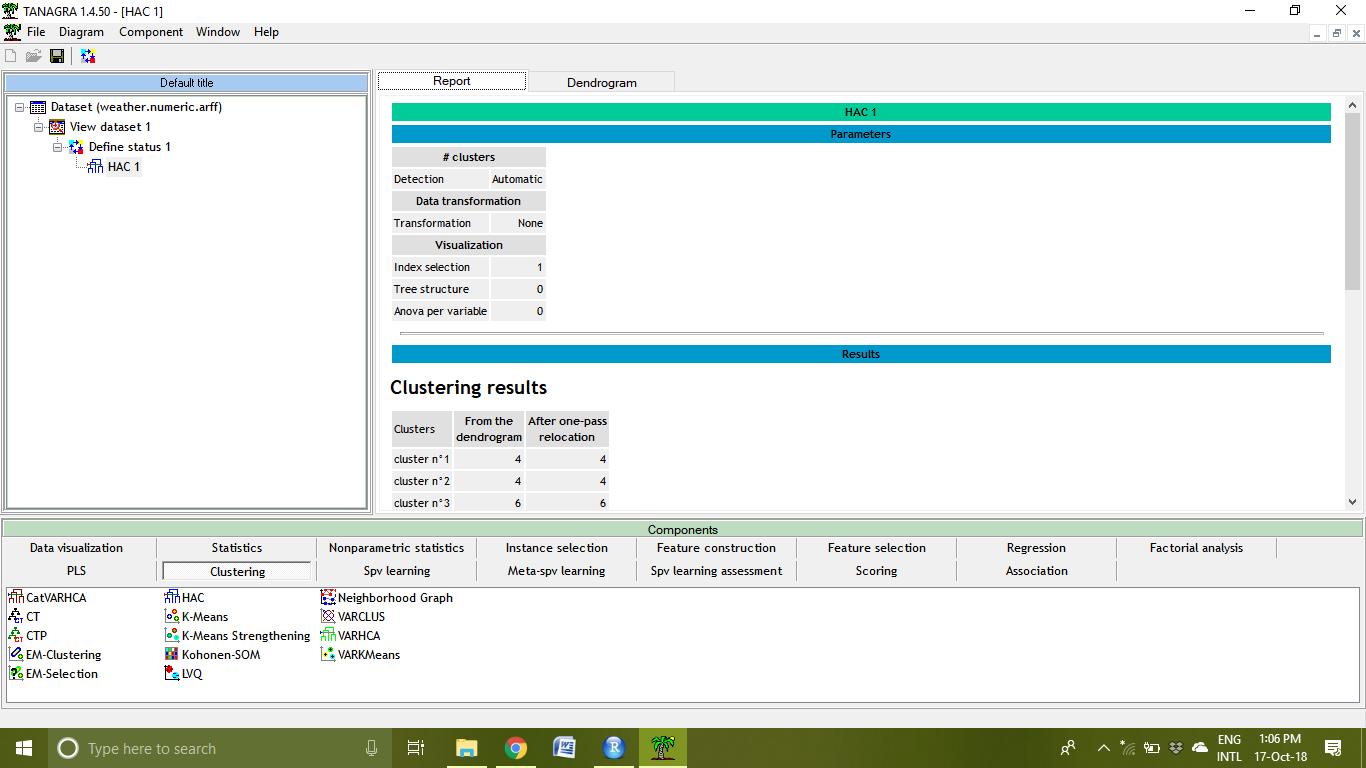 TANAGRA 1.4.50 - [HAC 1]
File Diagram Component Window Help
Default title
Dataset (weather.numeric.arff)
View dataset 1
Define status 1
HAC 1
Report Dendrogram
HAC 1
Parameters
# clusters
Detection Automatic
Data transformation
Transformation None
Visualization
Index selection 1
Tree structure 0
Anova per variable 0
Results
Clustering results
Clusters From the dendrogram After one-pass relocation
cluster n°1 4 4
cluster n°2 4 4
cluster n°3 6 6
Components
Data visualization Statistics Nonparametric statistics Instance selection Feature construction Feature selection Regression Factorial analysis
PLS Clustering Spv learning Meta-spv learning Spv learning assessment Scoring Association
CatVARHCA HAC Neighborhood Graph
CT K-Means VARCLUS
CTP K-Means Strengthening VARHCA
EM-Clustering Kohonen-SOM VARKMeans
EM-Selection LVQ
Type here to search
ENG 1:06 PM
INTL 17-Oct-18